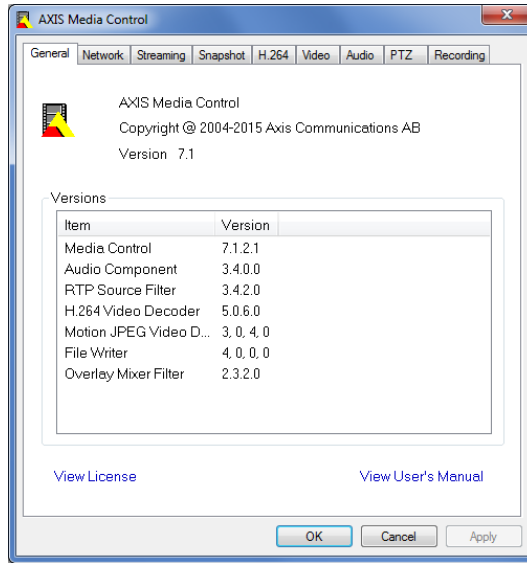 AXIS Media Control
General Network Streaming Snapshot H.264 Video Audio PTZ Recording
AXIS Media Control
Copyright @ 2004-2015 Axis Communications AB
Version 7.1
Versions
Item Version
Media Control 7.1.2.1
Audio Component 3.4.0.0
RTP Source Filter 3.4.2.0
H.264 Video Decoder 5.0.6.0
Motion JPEG Video D... 3, 0, 4, 0
File Writer 4, 0, 0, 0
Overlay Mixer Filter 2.3.2.0
View License View User's Manual
OK Cancel Apply